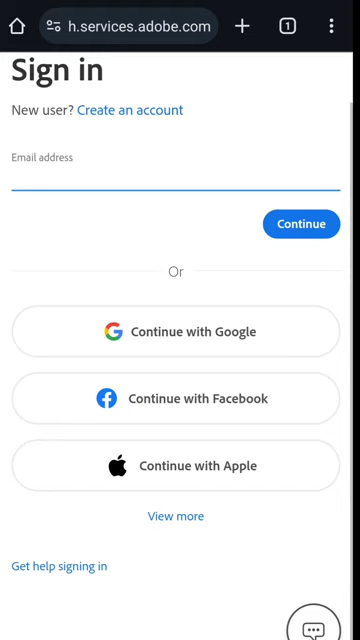 h.services.adobe.com
1
Sign in
New user? Create an account
Email address
Continue
Or
Continue with Google
Continue with Facebook
Continue with Apple
View more
Get help signing in